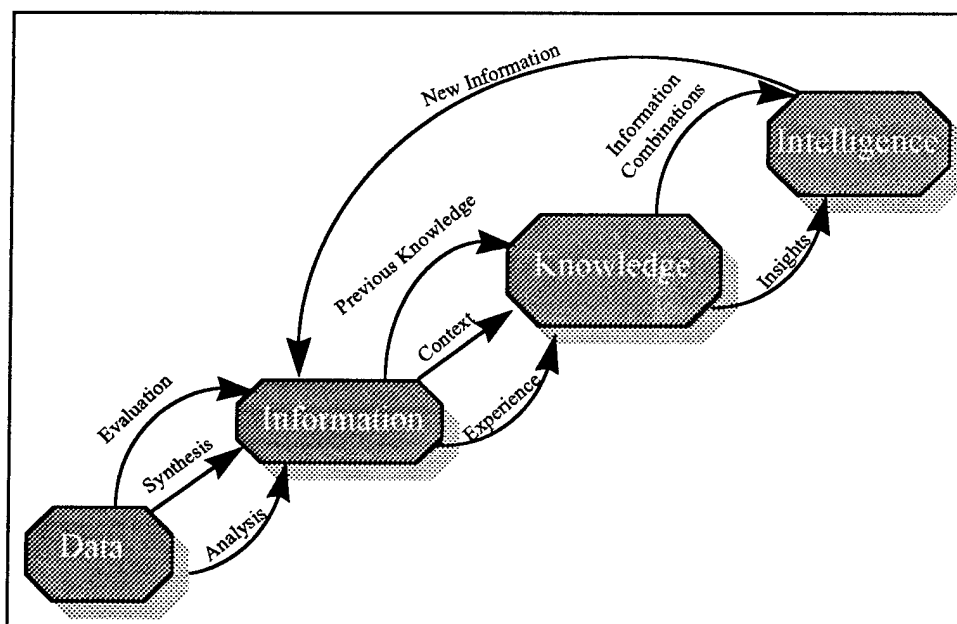 New Information
Information
Combinations
Intelligence
Previous Knowledge
Knowledge
Insights
Context
Experience
Evaluation
Information
Synthesis
Analysis
Data